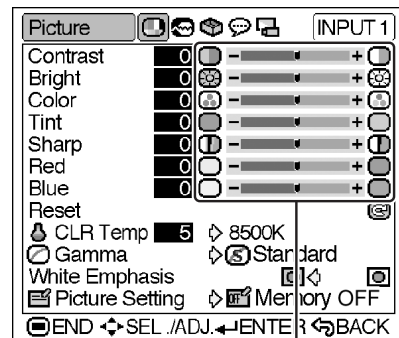 Picture INPUT 1
Contrast 0 - +
Bright 0 - +
Color 0 - +
Tint 0 - +
Sharp 0 - +
Red 0 - +
Blue 0 - +
Reset
CLR Temp 5 8500K
Gamma S Standard
White Emphasis
Picture Setting OFF Memory OFF
END SEL./ADJ. ENTER BACK